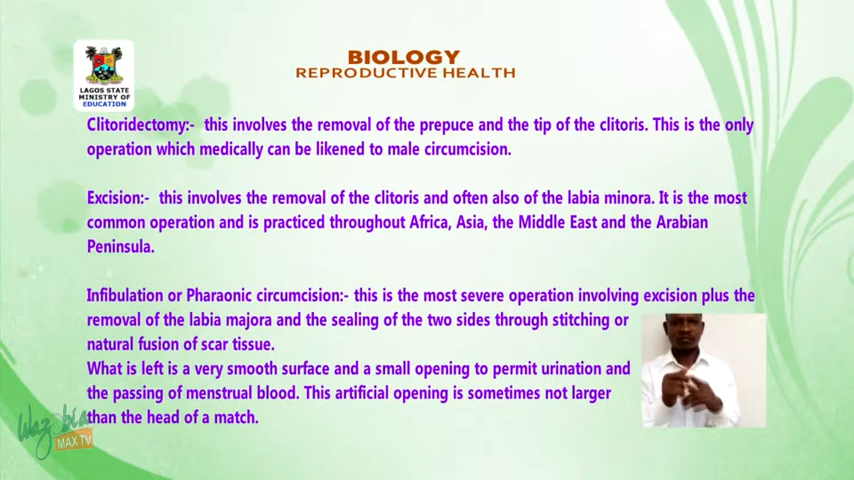 BIOLOGY
REPRODUCTIVE HEALTH
LAGOS STATE
MINISTRY OF
EDUCATION
Clitoridectomy:- this involves the removal of the prepuce and the tip of the clitoris. This is the only
operation which medically can be likened to male circumcision.
Excision:- this involves the removal of the clitoris and often also of the labia minora. It is the most
common operation and is practiced throughout Africa, Asia, the Middle East and the Arabian
Peninsula.
Infibulation or Pharaonic circumcision:- this is the most severe operation involving excision plus the
removal of the labia majora and the sealing of the two sides through stitching or
natural fusion of scar tissue.
What is left is a very smooth surface and a small opening to permit urination and
the passing of menstrual blood. This artificial opening is sometimes not larger
than the head of a match.
MAX TV